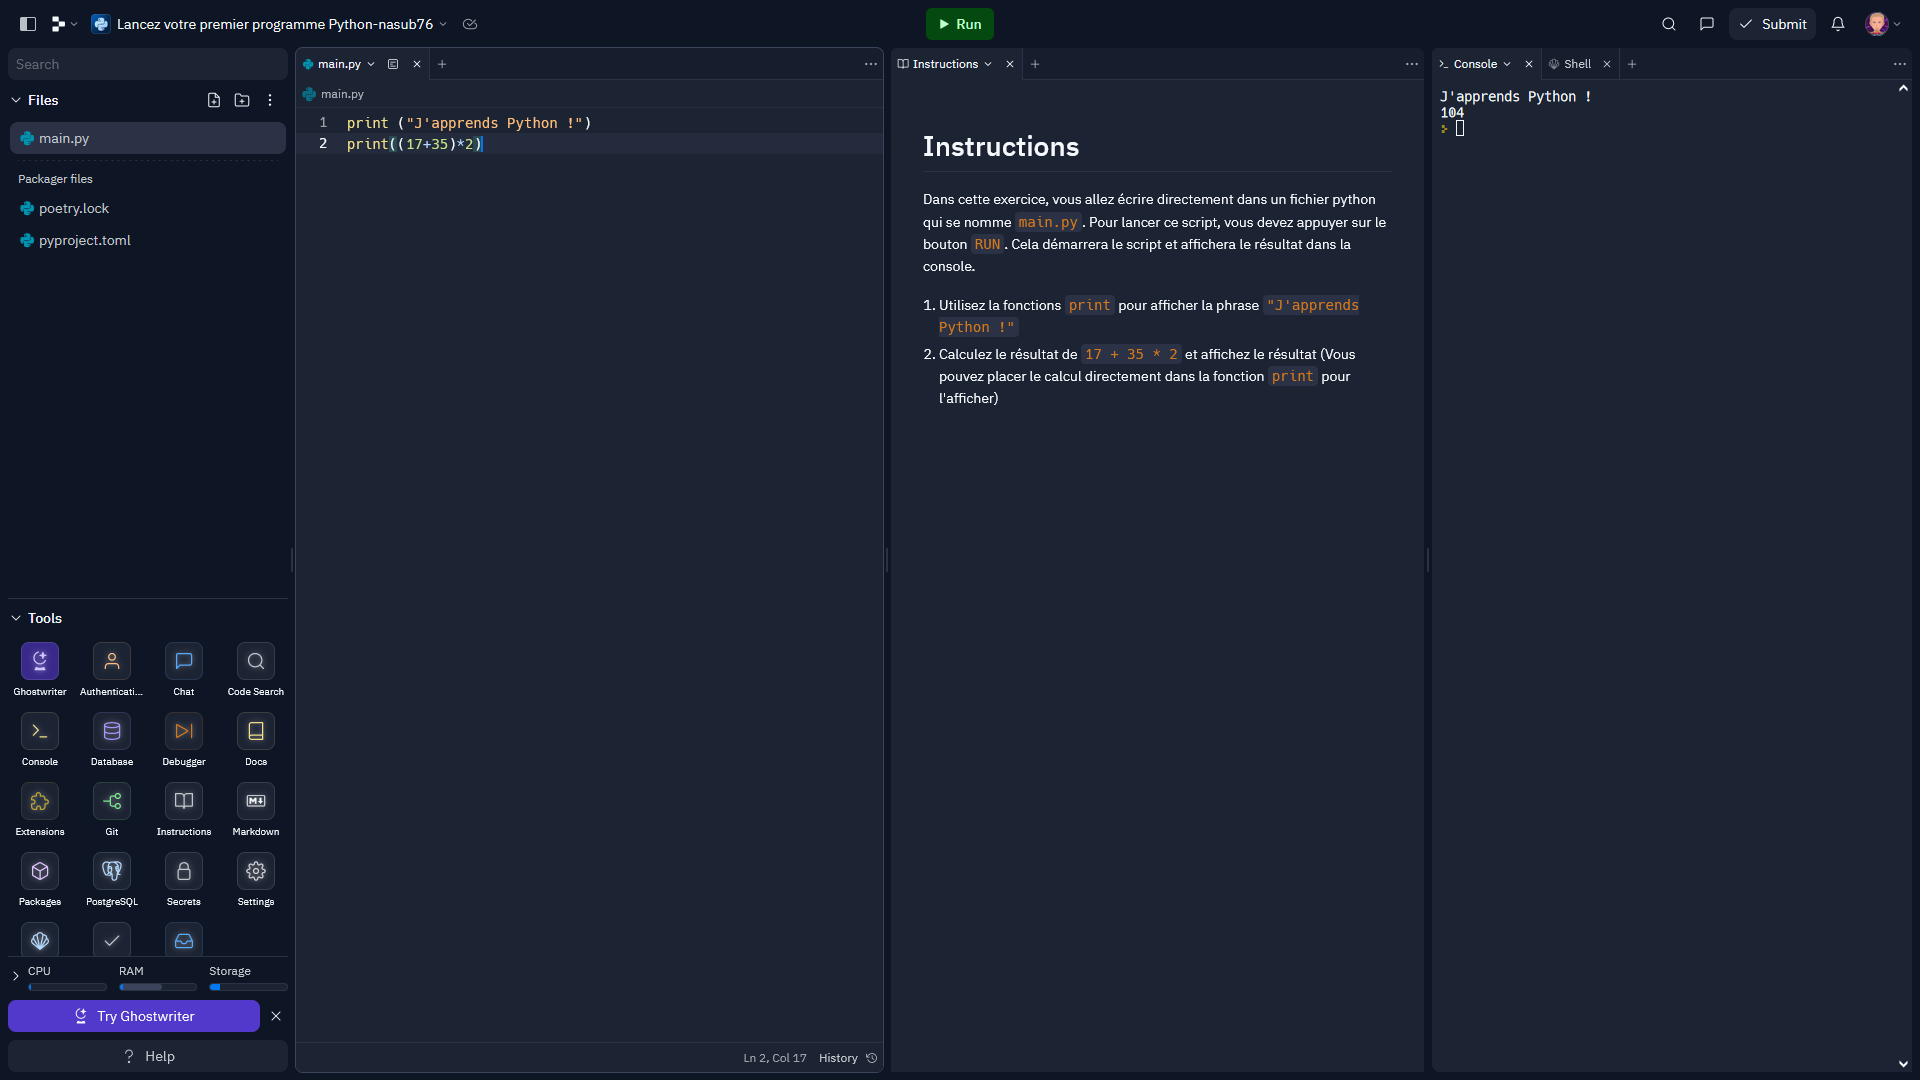 Lancez votre premier programme Python-nasub76
Run
Submit
Search
Files
main.py
Packager files
poetry.lock
pyproject.toml
Tools
Ghostwriter
Authenticati...
Chat
Code Search
Console
Database
Debugger
Docs
Extensions
Git
Instructions
Markdown
Packages
PostgreSQL
Secrets
Settings
CPU
RAM
Storage
Try Ghostwriter
? Help
main.py
main.py
1 print ("J'apprends Python !")
2 print((17+35)*2)
Ln 2, Col 17
History
Instructions
Instructions
Dans cette exercice, vous allez écrire directement dans un fichier python
qui se nomme main.py. Pour lancer ce script, vous devez appuyer sur le
bouton RUN. Cela démarrera le script et affichera le résultat dans la
console.
1. Utilisez la fonctions print pour afficher la phrase "J'apprends
Python !"
2. Calculez le résultat de 17 + 35 * 2 et affichez le résultat (Vous
pouvez placer le calcul directement dans la fonction print pour
l'afficher)
Console
Shell
J'apprends Python !
104